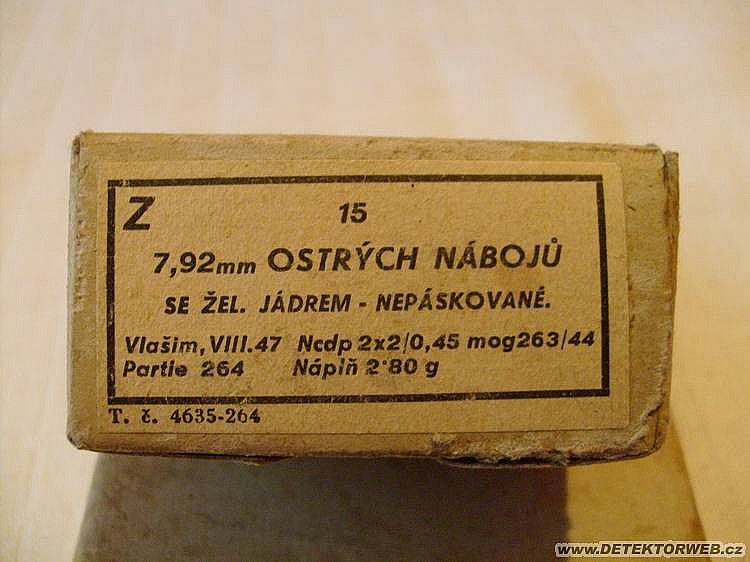 Z 15
7,92mm OSTRÝCH NÁBOJŮ
SE ŽEL. JÁDREM - NEPÁSKOVANÉ.
Vlašim, VIII.47 Ncdp 2x2/0,45 mog263/44
Partie 264 Náplň 2·80 g
T. č. 4635-264
www.DETEKTORWEB.cz